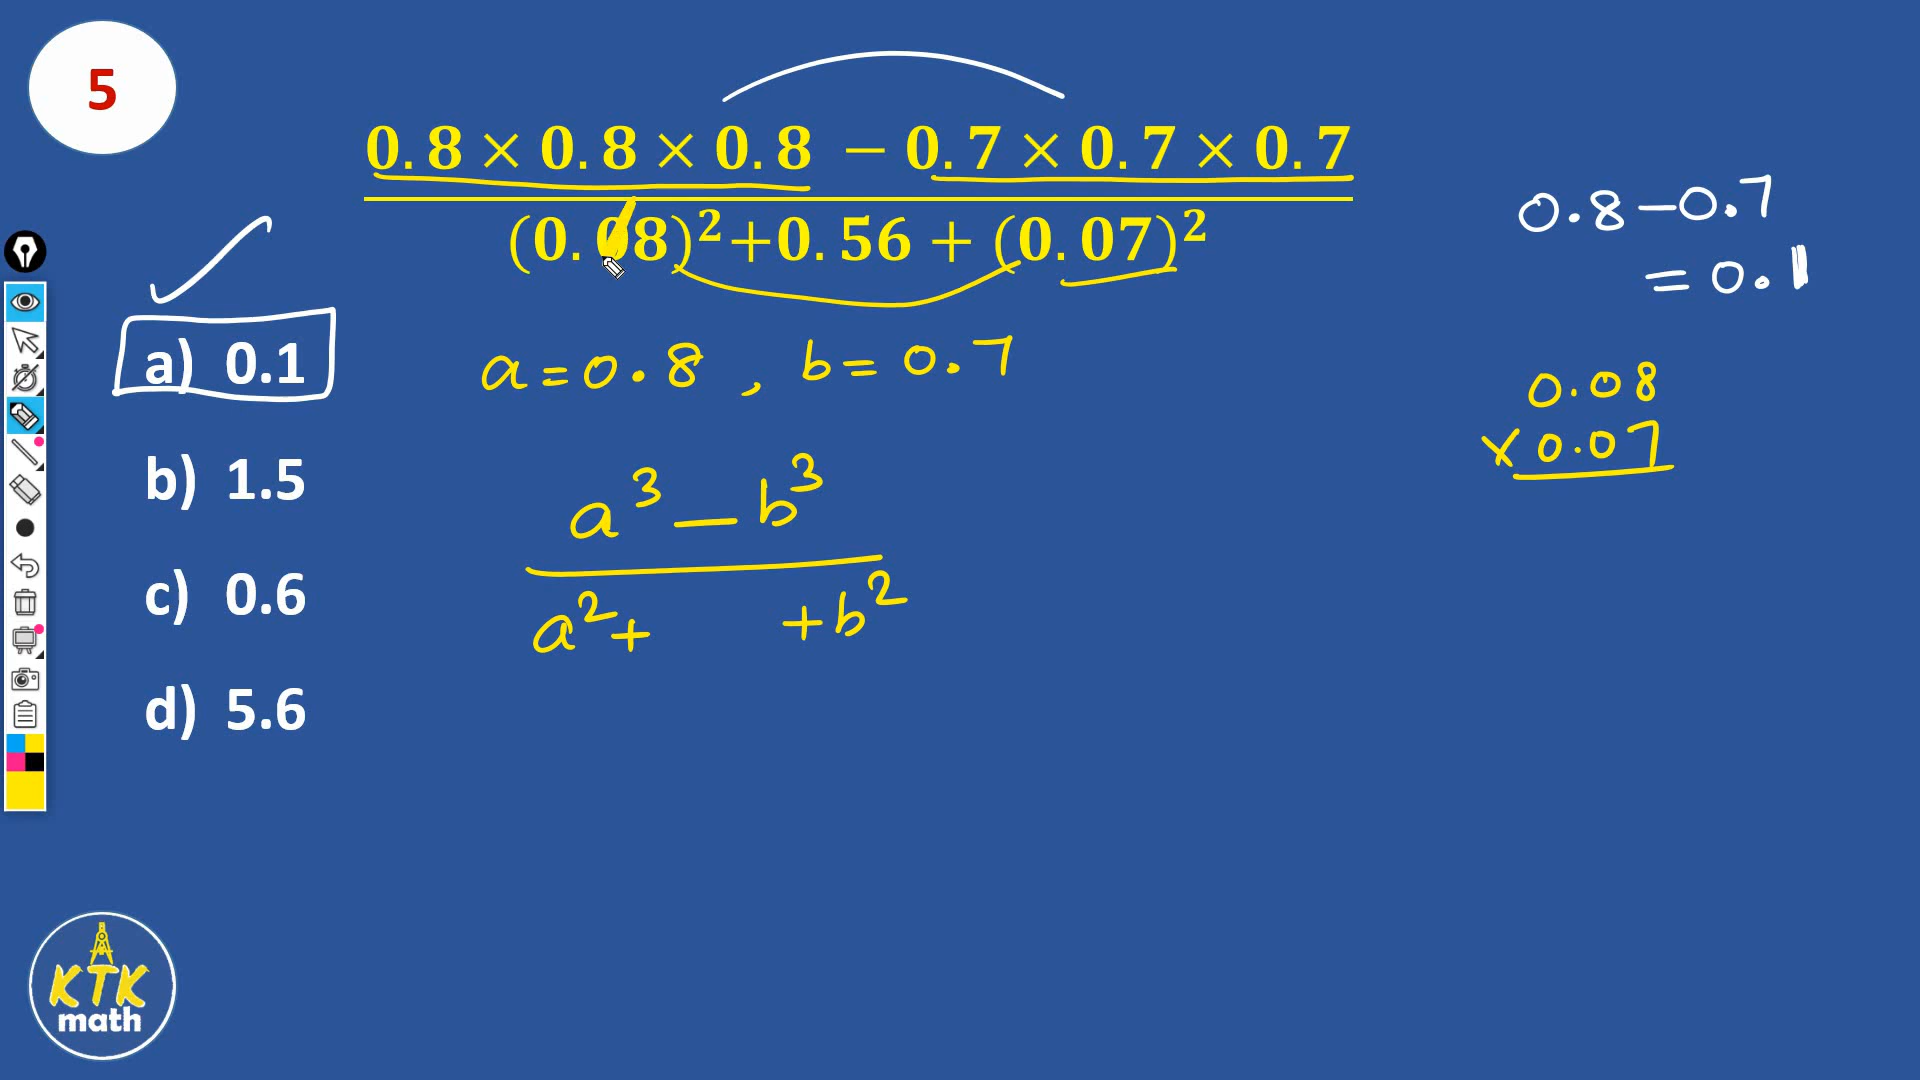 5
0.8 × 0.8 × 0.8 − 0.7 × 0.7 × 0.7
(0.08)²+0.56 + (0.07)²
0.8−0.7
= 0.1
a) 0.1
a=0.8 , b=0.7
0.08
×0.07
b) 1.5
a³−b³
a²+ +b²
c) 0.6
d) 5.6
KTK
math